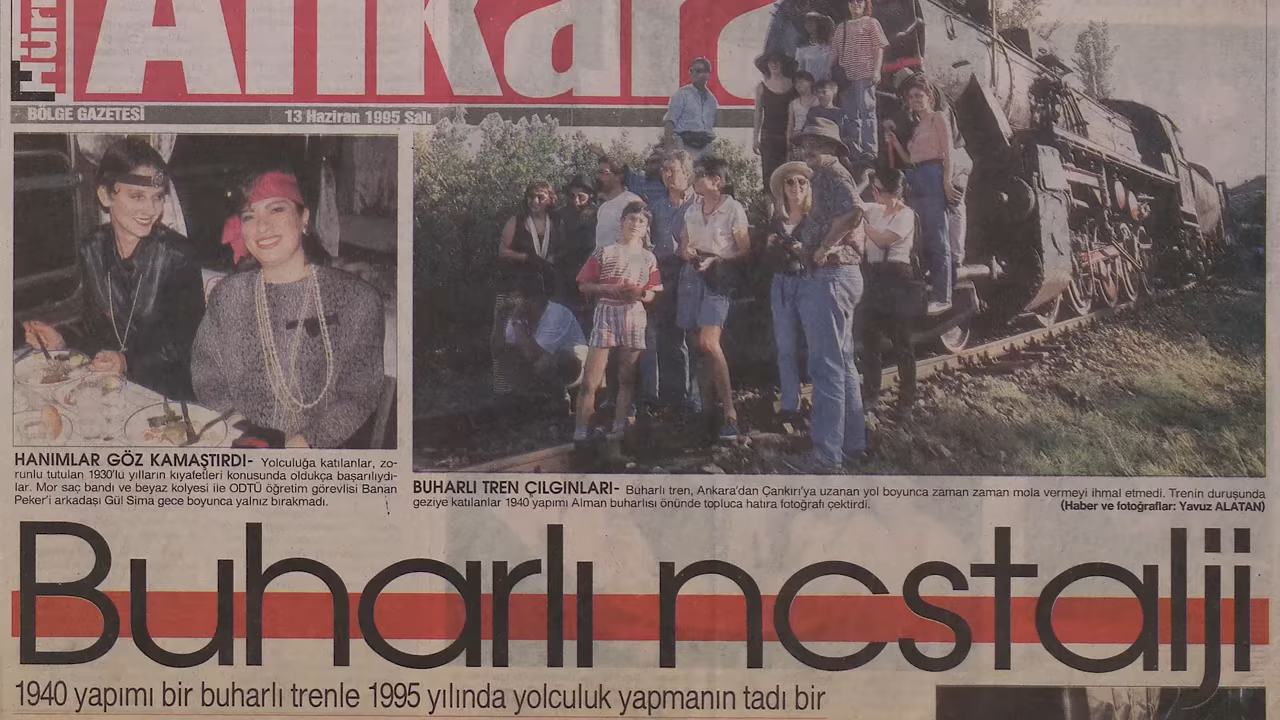 Hür
Ankara
BÖLGE GAZETESİ
13 Haziran 1995 Salı
HANIMLAR GÖZ KAMAŞTIRDI- Yolculuğa katılanlar, zo-
runlu tutulan 1930'lu yılların kıyafetleri konusunda oldukça başarılıydı-
lar. Mor saç bandı ve beyaz kolyesi ile ODTÜ öğretim görevlisi Banan
Peker'i arkadaşı Gül Sima gece boyunca yalnız bırakmadı.
BUHARLI TREN ÇILGINLARI- Buharlı tren, Ankara'dan Çankırı'ya uzanan yol boyunca zaman zaman mola vermeyi ihmal etmedi. Trenin duruşunda
geziye katılanlar 1940 yapımı Alman buharlısı önünde topluca hatıra fotoğrafı çektirdi.
(Haber ve fotoğraflar: Yavuz ALATAN)
Buharlı nostalji
1940 yapımı bir buharlı trenle 1995 yılında yolculuk yapmanın tadı bir